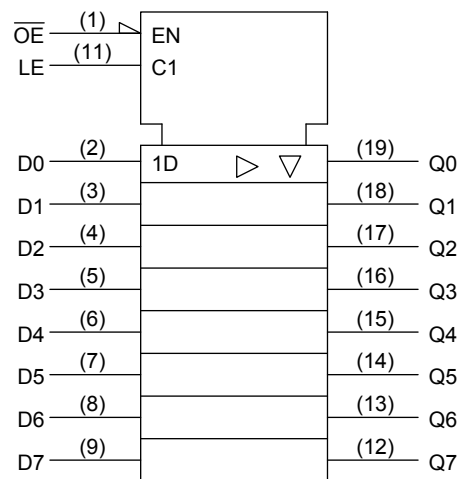 OE (1) EN
LE (11) C1
D0 (2) 1D (19) Q0
D1 (3) (18) Q1
D2 (4) (17) Q2
D3 (5) (16) Q3
D4 (6) (15) Q4
D5 (7) (14) Q5
D6 (8) (13) Q6
D7 (9) (12) Q7